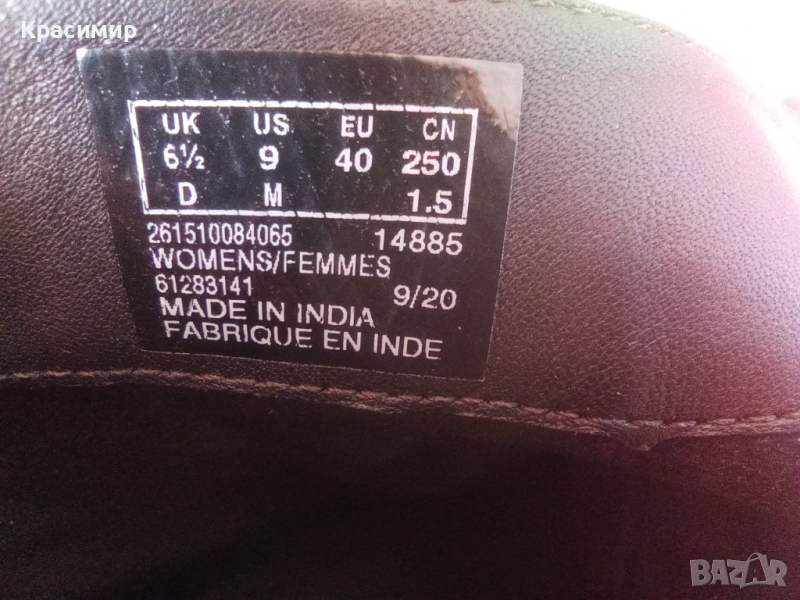 Красимир
UK US EU CN
6½ 9 40 250
D M 1.5
261510084065 14885
WOMENS/FEMMES
61283141 9/20
MADE IN INDIA
FABRIQUE EN INDE
BAZAR